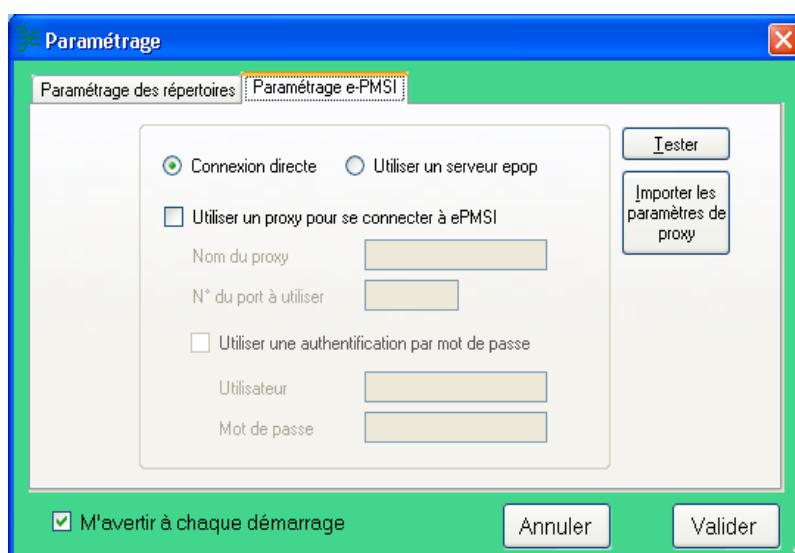 Paramétrage
Paramétrage des répertoires
Paramétrage e-PMSI
Connexion directe
Utiliser un serveur epop
Tester
Utiliser un proxy pour se connecter à ePMSI
Importer les
paramètres de
proxy
Nom du proxy
N° du port à utiliser
Utiliser une authentification par mot de passe
Utilisateur
Mot de passe
M'avertir à chaque démarrage
Annuler
Valider